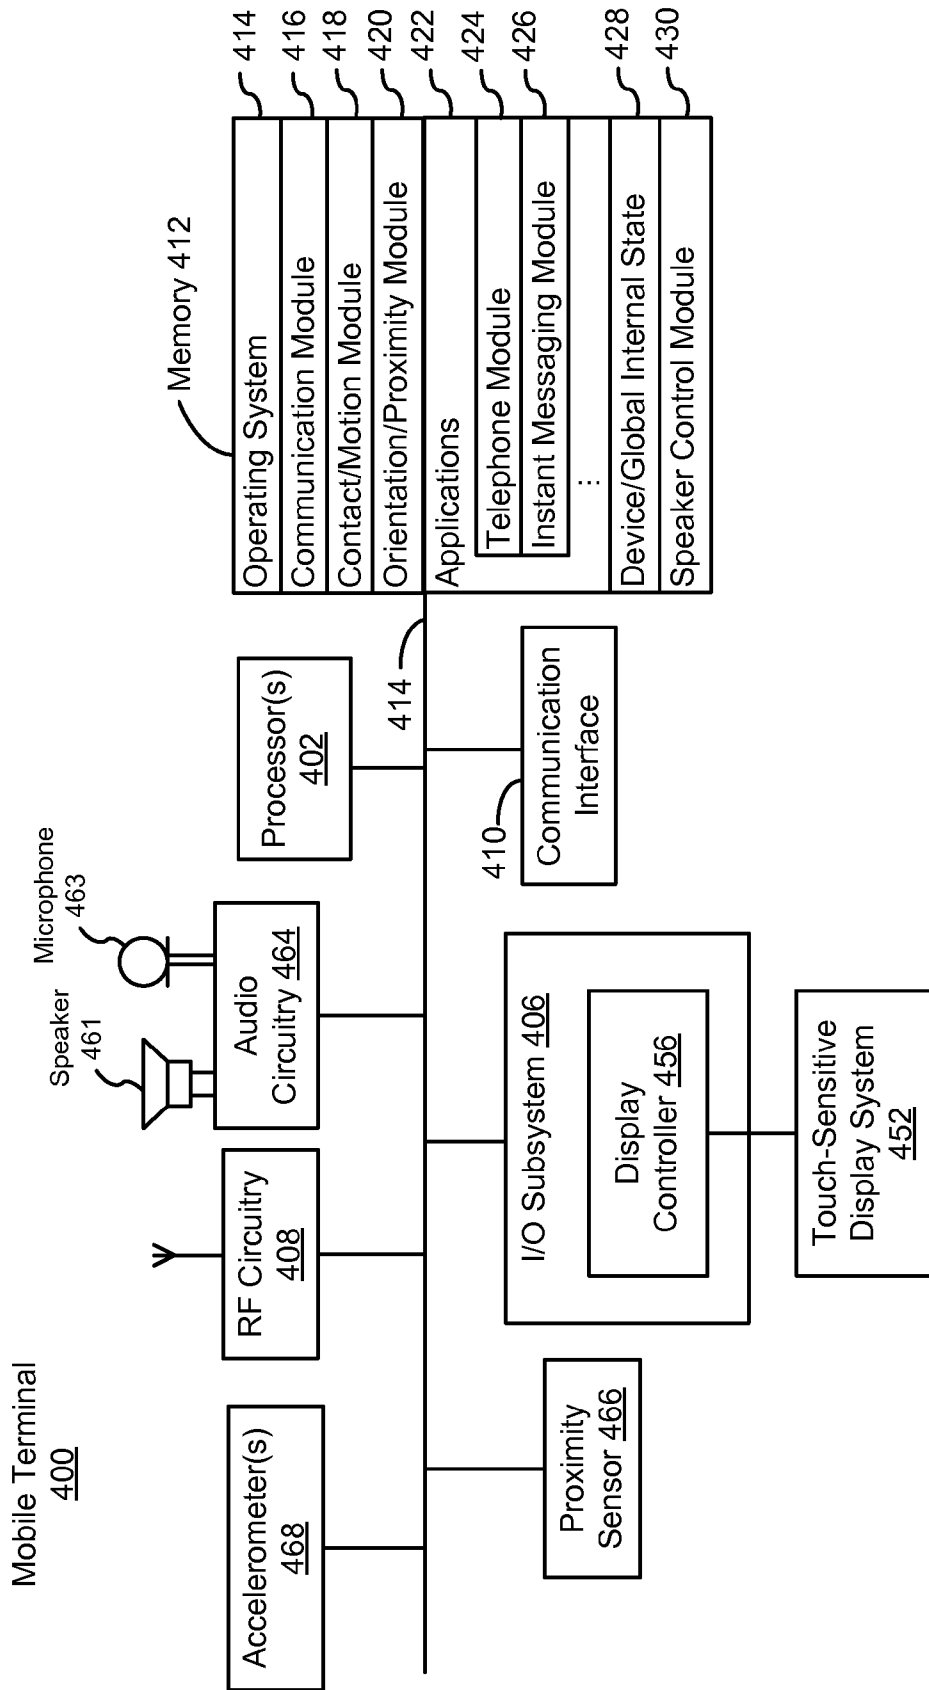 Mobile Terminal
400
Accelerometer(s)
468
RF Circuitry
408
Speaker
461
Microphone
463
Audio
Circuitry 464
Processor(s)
402
Memory 412
Operating System
414
Communication Module
416
Contact/Motion Module
418
Orientation/Proximity Module
420
Applications
422
Telephone Module
424
Instant Messaging Module
426
...
Device/Global Internal State
428
Speaker Control Module
430
414
Proximity
Sensor 466
I/O Subsystem 406
Display
Controller 456
Touch-Sensitive
Display System
452
410
Communication
Interface